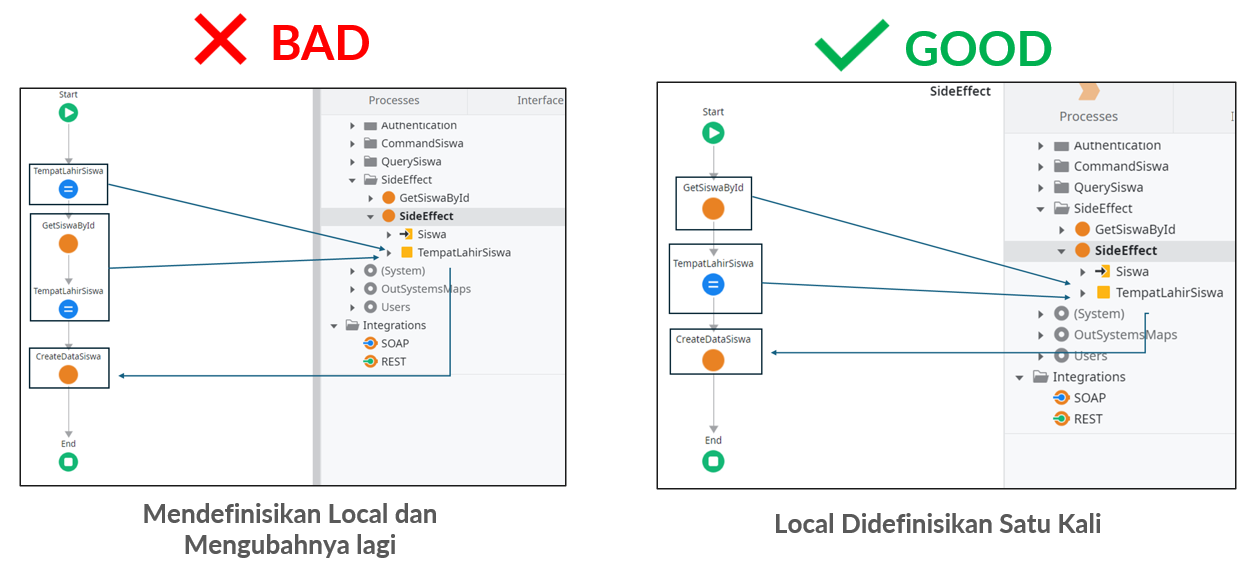 BAD
Start
TempatLahirSiswa
GetSiswaById
TempatLahirSiswa
CreateDataSiswa
End
Processes
Interface
Authentication
CommandSiswa
QuerySiswa
SideEffect
GetSiswaById
SideEffect
Siswa
TempatLahirSiswa
(System)
OutSystemsMaps
Users
Integrations
SOAP
REST
Mendefinisikan Local dan
Mengubahnya lagi
GOOD
SideEffect
Start
GetSiswaById
TempatLahirSiswa
CreateDataSiswa
End
Processes
I
Authentication
CommandSiswa
QuerySiswa
SideEffect
GetSiswaById
SideEffect
Siswa
TempatLahirSiswa
(System)
OutSystemsMaps
Users
Integrations
SOAP
REST
Local Didefinisikan Satu Kali